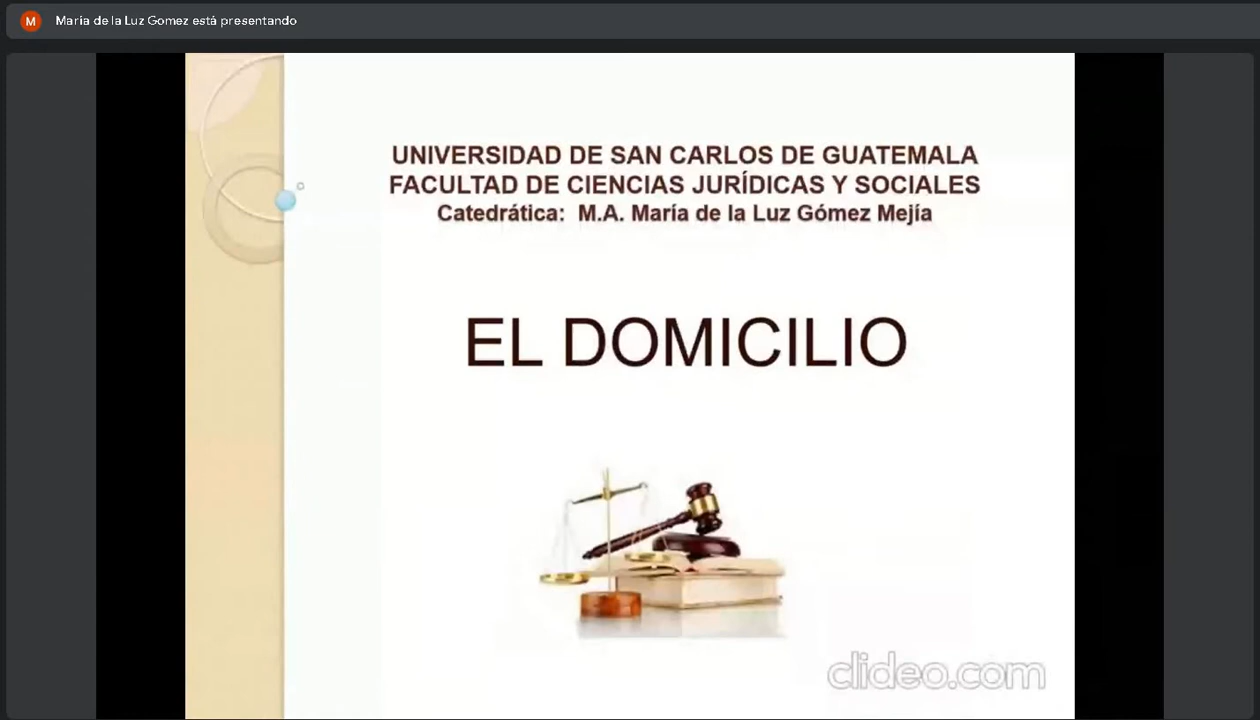 M
María de la Luz Gomez está presentando
UNIVERSIDAD DE SAN CARLOS DE GUATEMALA
FACULTAD DE CIENCIAS JURÍDICAS Y SOCIALES
Catedrática: M.A. María de la Luz Gómez Mejía
EL DOMICILIO
clideo.com